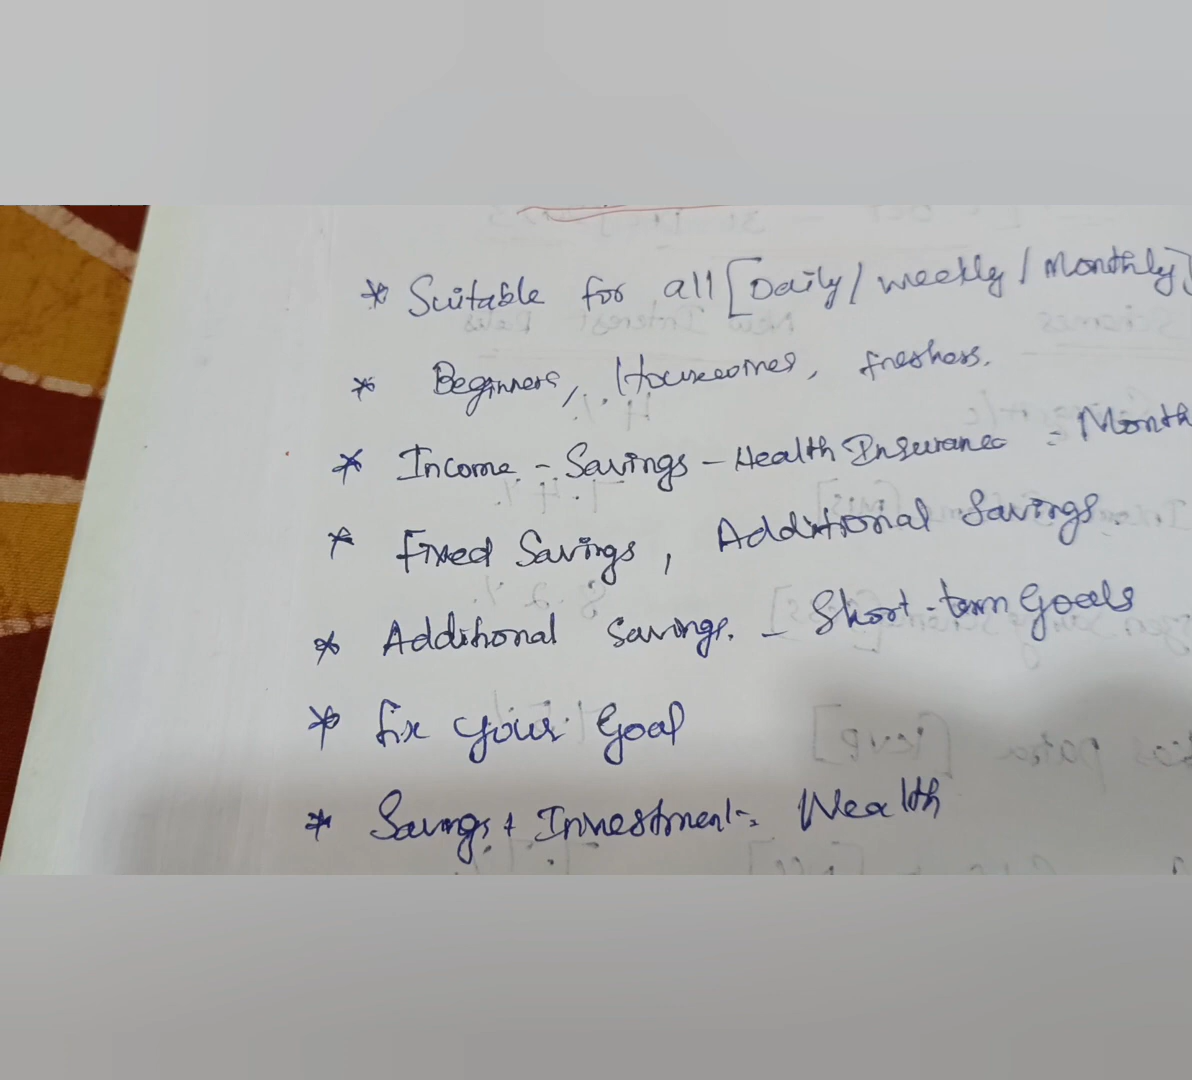 * Suitable for all [Daily/weekly/Monthly]
* Beginners, Housewives, freshers.
* Income - Savings - Health Insurance = Month
* Fixed Savings, Additional Savings.
* Additional Savings. - Short-term Goals
* fix your Goal
* Savings + Investment = Wealth